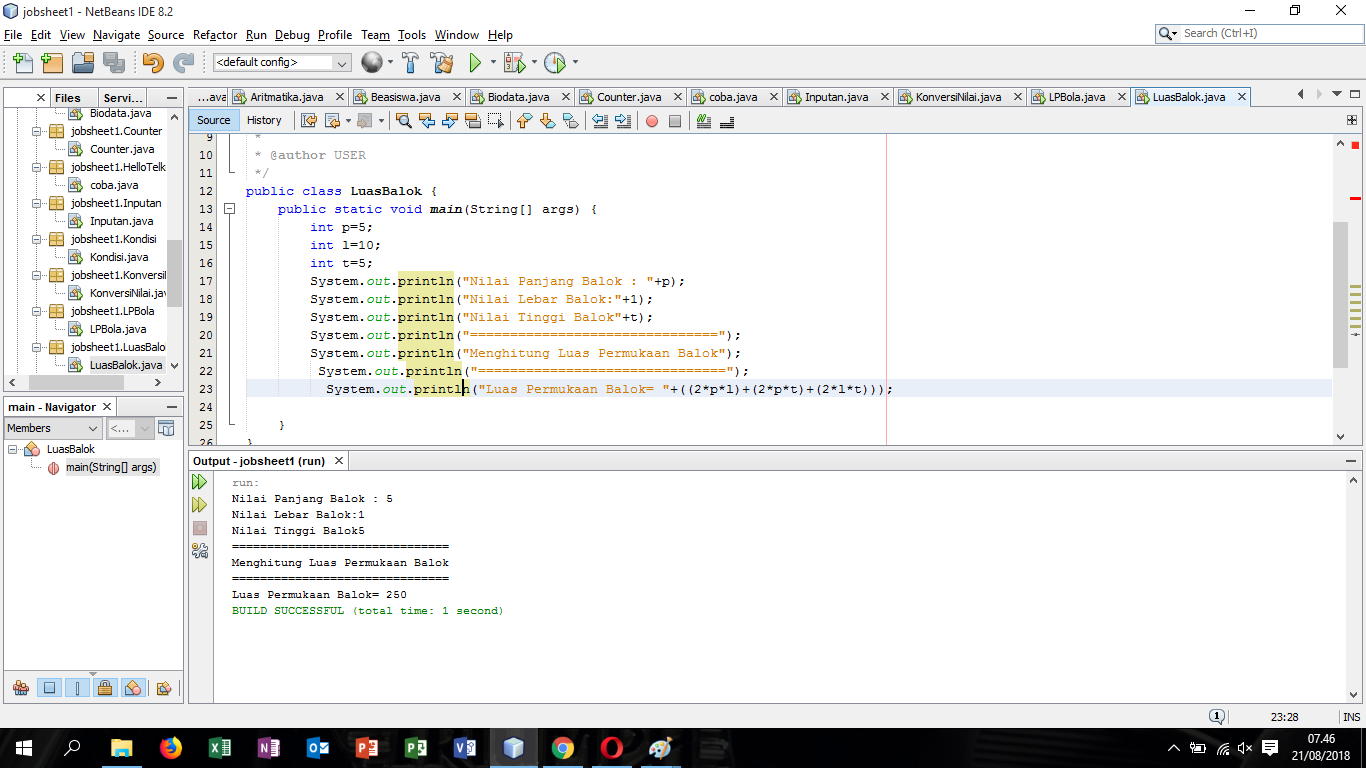 jobsheet1 - NetBeans IDE 8.2
File Edit View Navigate Source Refactor Run Debug Profile Team Tools Window Help
Search (Ctrl+I)
<default config>
Files Servi...
...ava Aritmatika.java Beasiswa.java Biodata.java Counter.java coba.java Inputan.java KonversiNilai.java LPBola.java LuasBalok.java
Source History
Biodata.java
jobsheet1.Counter
Counter.java
jobsheet1.HelloTelk
coba.java
jobsheet1.Inputan
Inputan.java
jobsheet1.Kondisi
Kondisi.java
jobsheet1.Konversi
KonversiNilai.jav
jobsheet1.LPBola
LPBola.java
jobsheet1.LuasBalo
LuasBalok.java
9 *
10 * @author USER
11 */
12 public class LuasBalok {
13 public static void main(String[] args) {
14 int p=5;
15 int l=10;
16 int t=5;
17 System.out.println("Nilai Panjang Balok : "+p);
18 System.out.println("Nilai Lebar Balok:"+1);
19 System.out.println("Nilai Tinggi Balok"+t);
20 System.out.println("===============================");
21 System.out.println("Menghitung Luas Permukaan Balok");
22 System.out.println("===============================");
23 System.out.println("Luas Permukaan Balok= "+((2*p*l)+(2*p*t)+(2*l*t)));
24
25 }
26 }
main - Navigator
Members <...
LuasBalok
main(String[] args)
Output - jobsheet1 (run)
run:
Nilai Panjang Balok : 5
Nilai Lebar Balok:1
Nilai Tinggi Balok5
===============================
Menghitung Luas Permukaan Balok
===============================
Luas Permukaan Balok= 250
BUILD SUCCESSFUL (total time: 1 second)
1 23:28 INS
07.46
21/08/2018